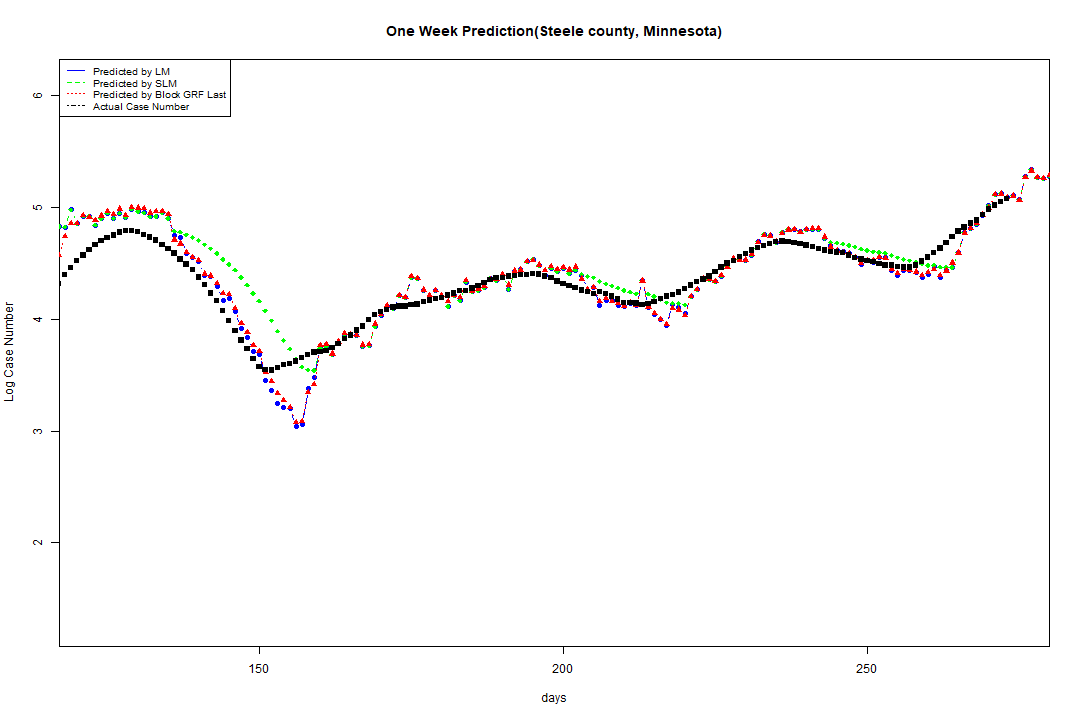 One Week Prediction(Steele county, Minnesota)
Predicted by LM
Predicted by SLM
Predicted by Block GRF Last
Actual Case Number
6
5
4
3
2
Log Case Number
150
200
250
days